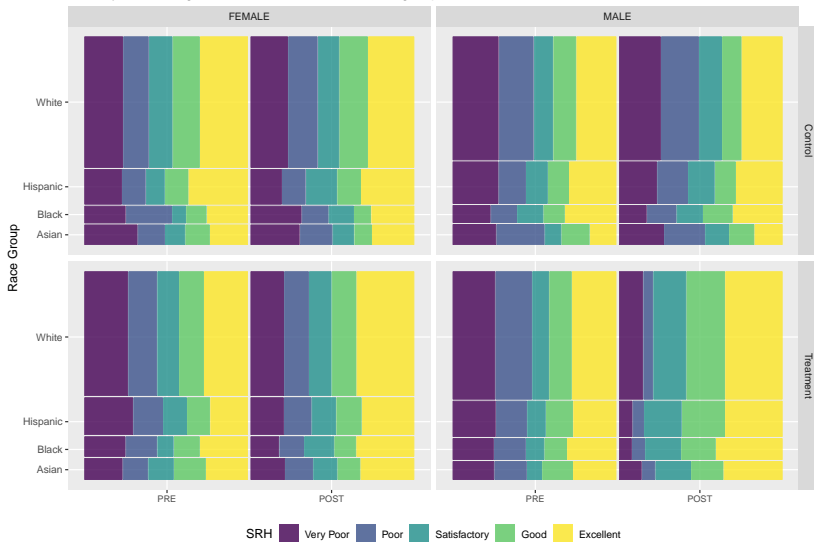 FEMALE
MALE
White
Hispanic
Black
Asian
Control
Race Group
White
Hispanic
Black
Asian
Treatment
PRE
POST
PRE
POST
SRH Very Poor Poor Satisfactory Good Excellent